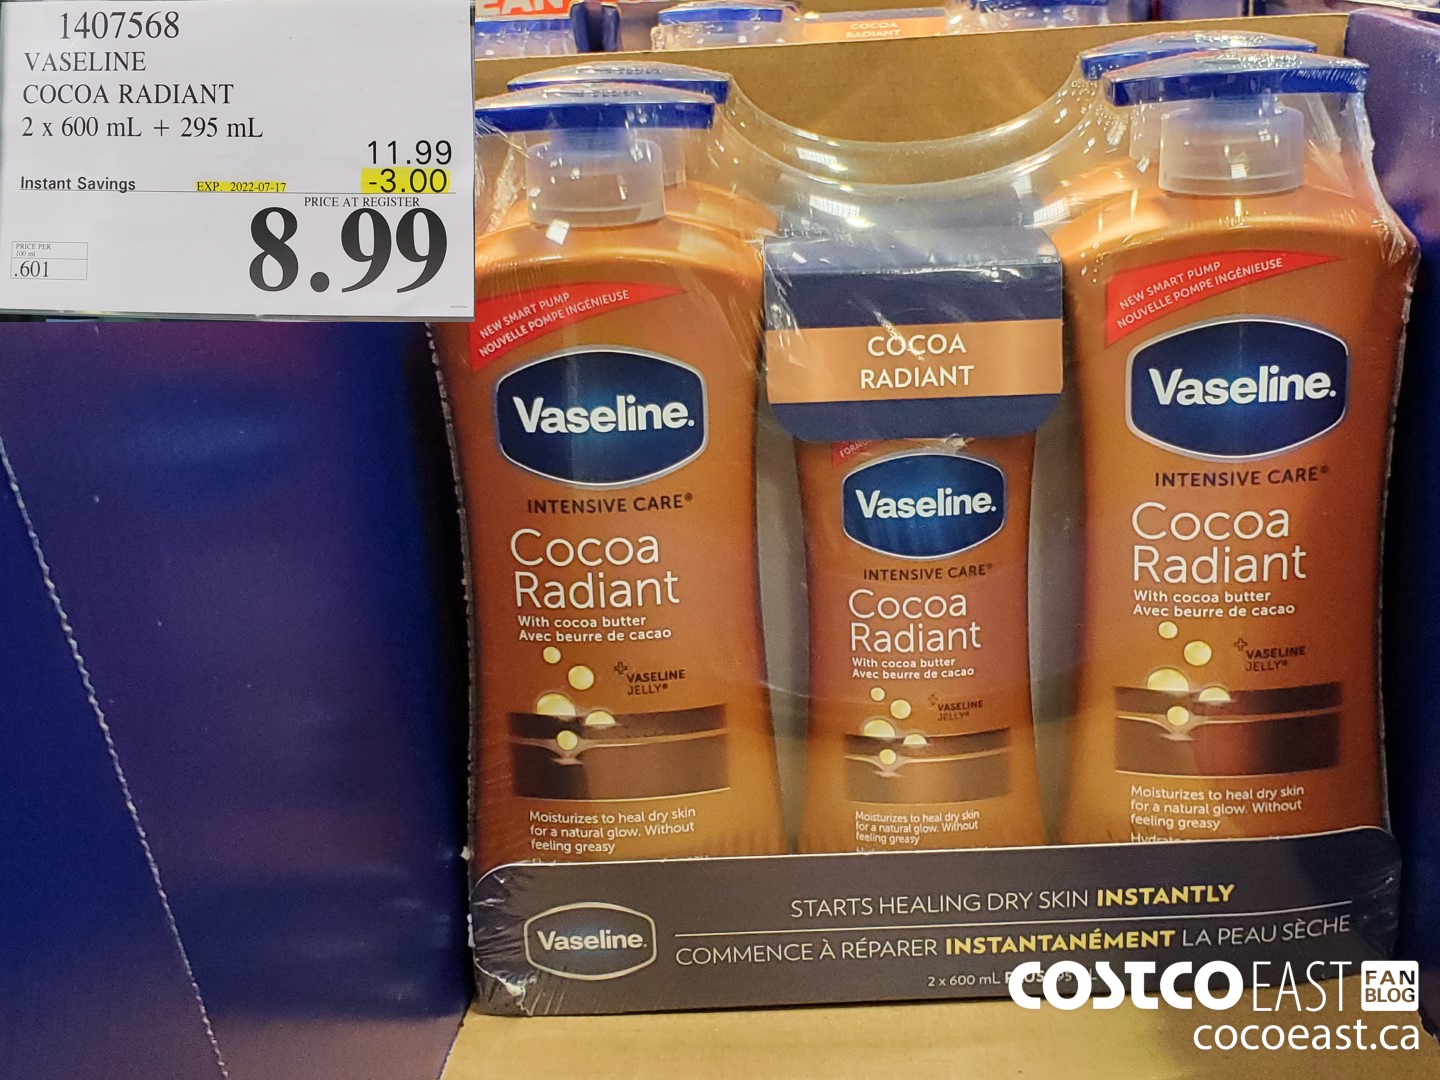 1407568
VASELINE
COCOA RADIANT
2 x 600 mL + 295 mL
11.99
Instant Savings EXP. 2022-07-17 -3.00
PRICE AT REGISTER
8.99
PRICE PER
100 ml
.601
COCOA
RADIANT
NEW SMART PUMP
NOUVELLE POMPE INGÉNIEUSE
Vaseline.
INTENSIVE CARE®
Cocoa
Radiant
With cocoa butter
Avec beurre de cacao
+VASELINE
JELLY®
Moisturizes to heal dry skin
for a natural glow. Without
feeling greasy
COCOA
RADIANT
Vaseline.
INTENSIVE CARE®
Cocoa
Radiant
With cocoa butter
Avec beurre de cacao
+VASELINE
JELLY®
Moisturizes to heal dry skin
for a natural glow. Without
feeling greasy
NEW SMART PUMP
NOUVELLE POMPE INGÉNIEUSE
Vaseline.
INTENSIVE CARE®
Cocoa
Radiant
With cocoa butter
Avec beurre de cacao
+VASELINE
JELLY®
Moisturizes to heal dry skin
for a natural glow. Without
feeling greasy
Vaseline.
STARTS HEALING DRY SKIN INSTANTLY
COMMENCE À RÉPARER INSTANTANÉMENT LA PEAU SÈCHE
2 x 600 mL
COSTCO EAST FAN BLOG
cocoeast.ca